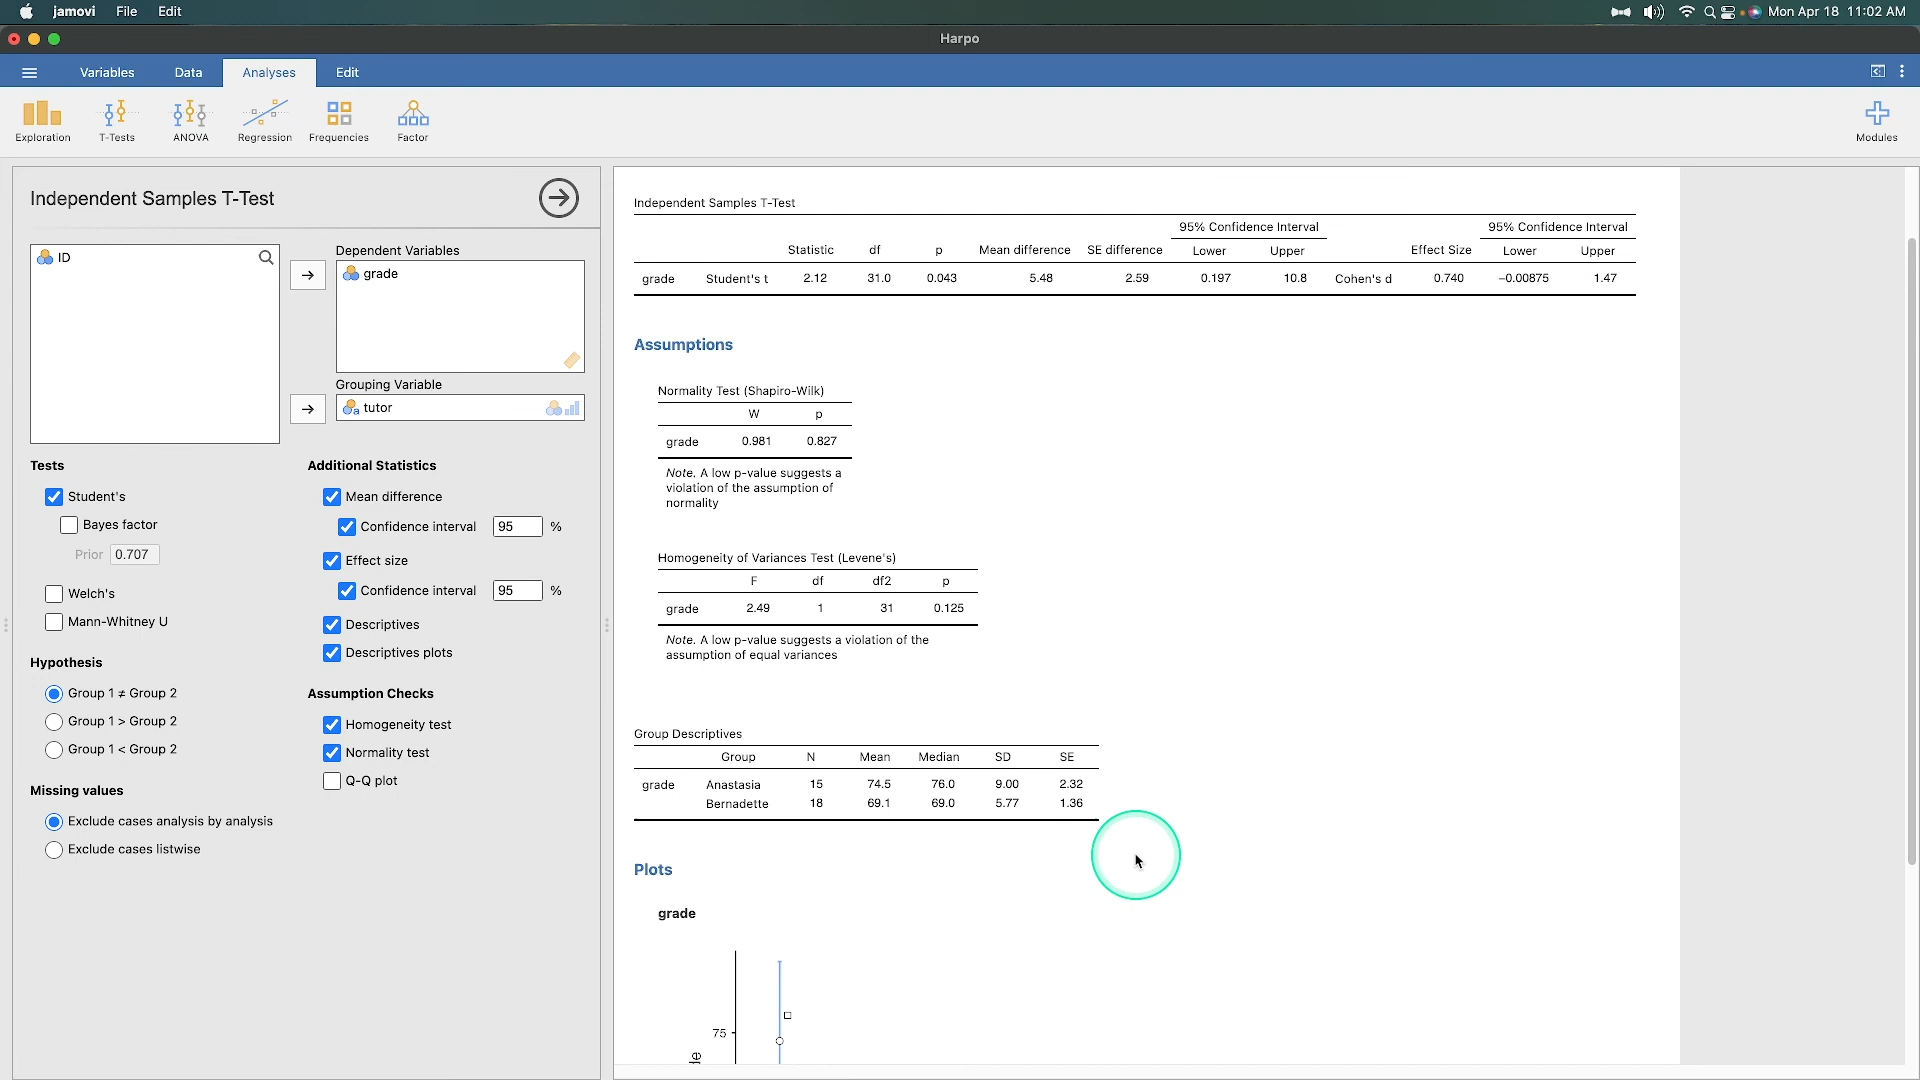 jamovi File Edit Mon Apr 18 11:02 AM
Harpo
Variables Data Analyses Edit
Exploration T-Tests ANOVA Regression Frequencies Factor Modules
Independent Samples T-Test
ID
Dependent Variables
grade
Grouping Variable
a tutor
Tests
Student's
Bayes factor
Prior 0.707
Welch's
Mann-Whitney U
Hypothesis
Group 1 ≠ Group 2
Group 1 > Group 2
Group 1 < Group 2
Missing values
Exclude cases analysis by analysis
Exclude cases listwise
Additional Statistics
Mean difference
Confidence interval 95 %
Effect size
Confidence interval 95 %
Descriptives
Descriptives plots
Assumption Checks
Homogeneity test
Normality test
Q-Q plot
Independent Samples T-Test
95% Confidence Interval 95% Confidence Interval
Statistic df p Mean difference SE difference Lower Upper Effect Size Lower Upper
grade Student's t 2.12 31.0 0.043 5.48 2.59 0.197 10.8 Cohen's d 0.740 −0.00875 1.47
Assumptions
Normality Test (Shapiro-Wilk)
W p
grade 0.981 0.827
Note. A low p-value suggests a
violation of the assumption of
normality
Homogeneity of Variances Test (Levene's)
F df df2 p
grade 2.49 1 31 0.125
Note. A low p-value suggests a violation of the
assumption of equal variances
Group Descriptives
Group N Mean Median SD SE
grade Anastasia 15 74.5 76.0 9.00 2.32
Bernadette 18 69.1 69.0 5.77 1.36
Plots
grade
75